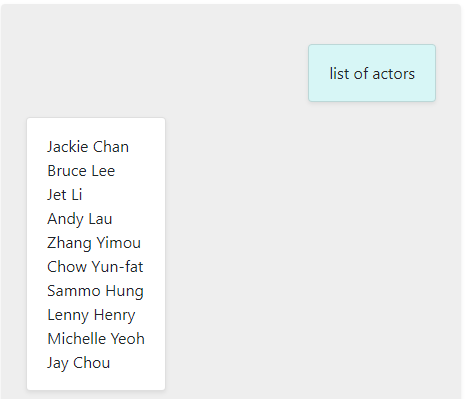 list of actors
Jackie Chan
Bruce Lee
Jet Li
Andy Lau
Zhang Yimou
Chow Yun-fat
Sammo Hung
Lenny Henry
Michelle Yeoh
Jay Chou